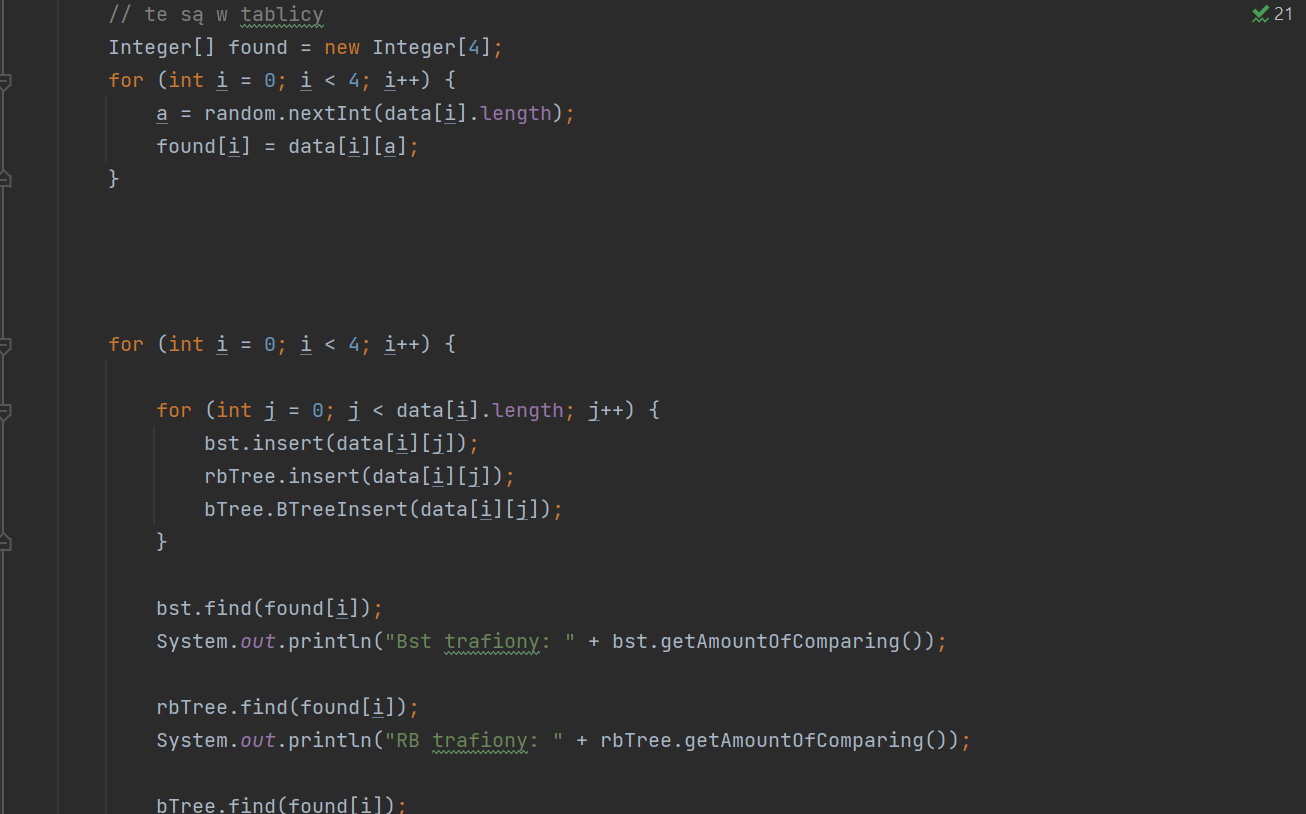 // te są w tablicy
21
Integer[] found = new Integer[4];
for (int i = 0; i < 4; i++) {
a = random.nextInt(data[i].length);
found[i] = data[i][a];
}
for (int i = 0; i < 4; i++) {
for (int j = 0; j < data[i].length; j++) {
bst.insert(data[i][j]);
rbTree.insert(data[i][j]);
bTree.BTreeInsert(data[i][j]);
}
bst.find(found[i]);
System.out.println("Bst trafiony: " + bst.getAmountOfComparing());
rbTree.find(found[i]);
System.out.println("RB trafiony: " + rbTree.getAmountOfComparing());
bTree.find(found[i]);